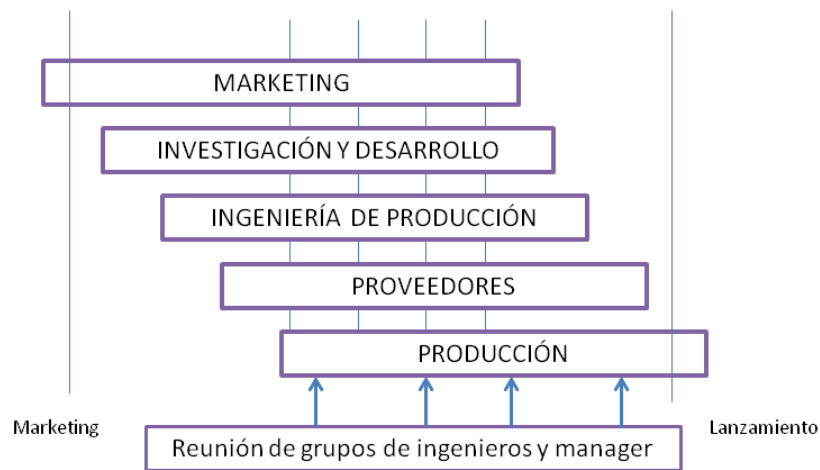 MARKETING
INVESTIGACIÓN Y DESARROLLO
INGENIERÍA DE PRODUCCIÓN
PROVEEDORES
PRODUCCIÓN
Marketing
Lanzamiento
Reunión de grupos de ingenieros y manager